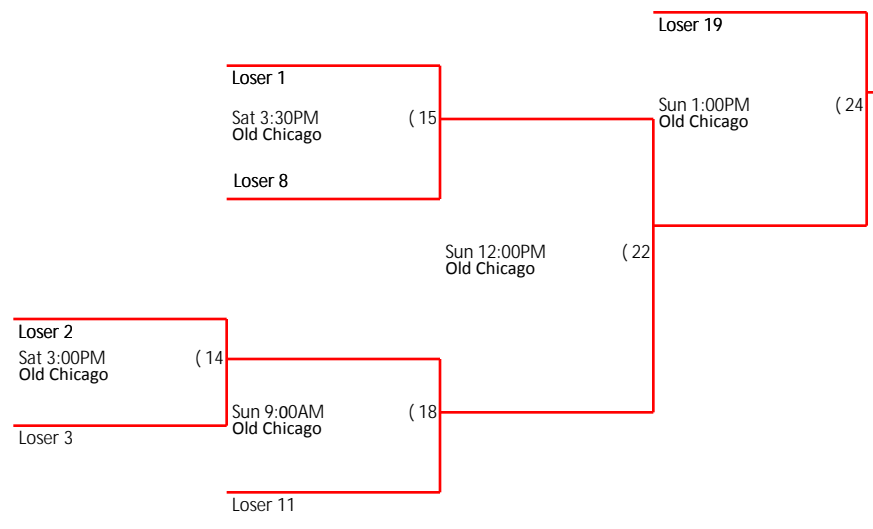 Loser 19
Loser 1
Sat 3:30PM ( 15
Old Chicago
Sun 1:00PM ( 24
Old Chicago
Loser 8
Sun 12:00PM ( 22
Old Chicago
Loser 2
Sat 3:00PM ( 14
Old Chicago
Sun 9:00AM ( 18
Old Chicago
Loser 3
Loser 11